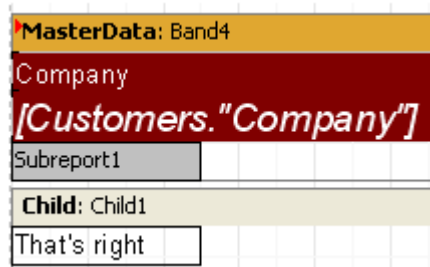 MasterData: Band4
Company
[Customers."Company"]
Subreport1
Child: Child1
That's right